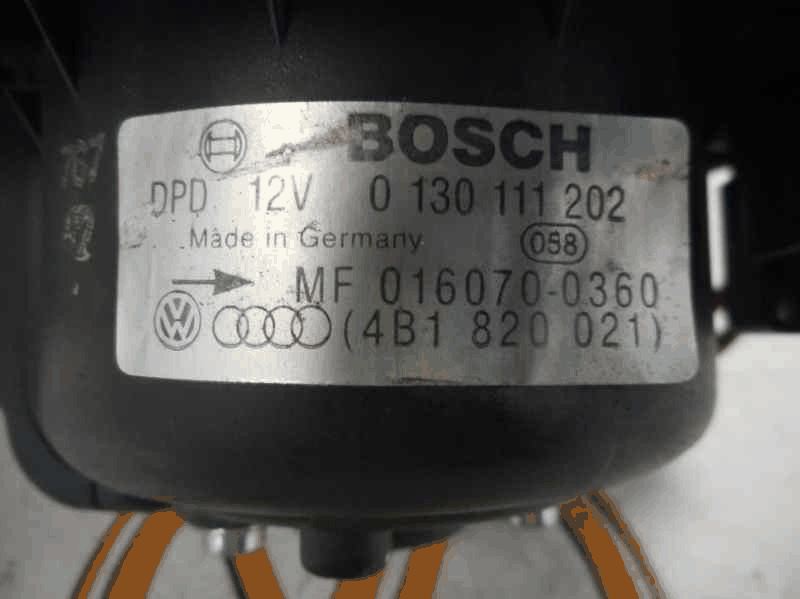 BOSCH
DPD 12V 0 130 111 202
Made in Germany 058
MF 016070-0360
(4B1 820 021)